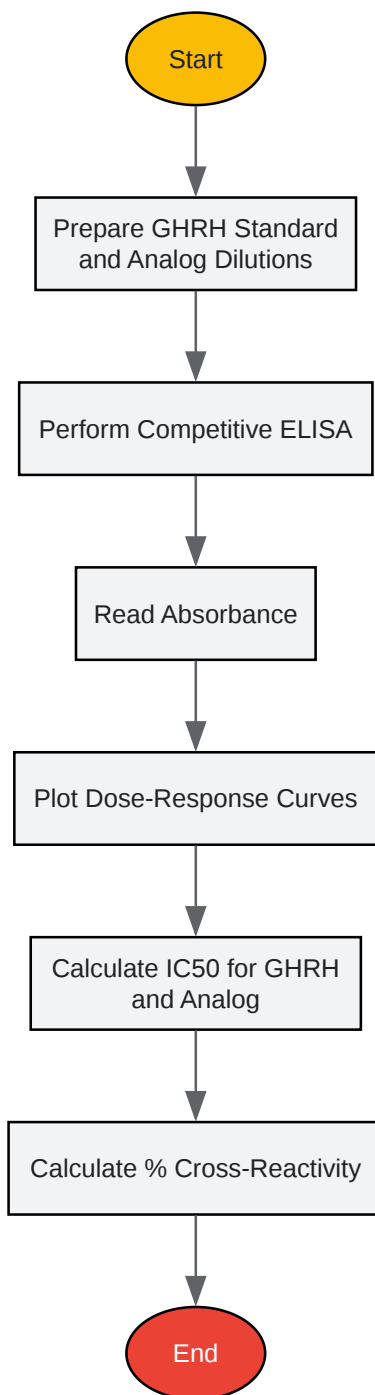 Start
Prepare GHRH Standard
and Analog Dilutions
Perform Competitive ELISA
Read Absorbance
Plot Dose-Response Curves
Calculate IC50 for GHRH
and Analog
Calculate % Cross-Reactivity
End